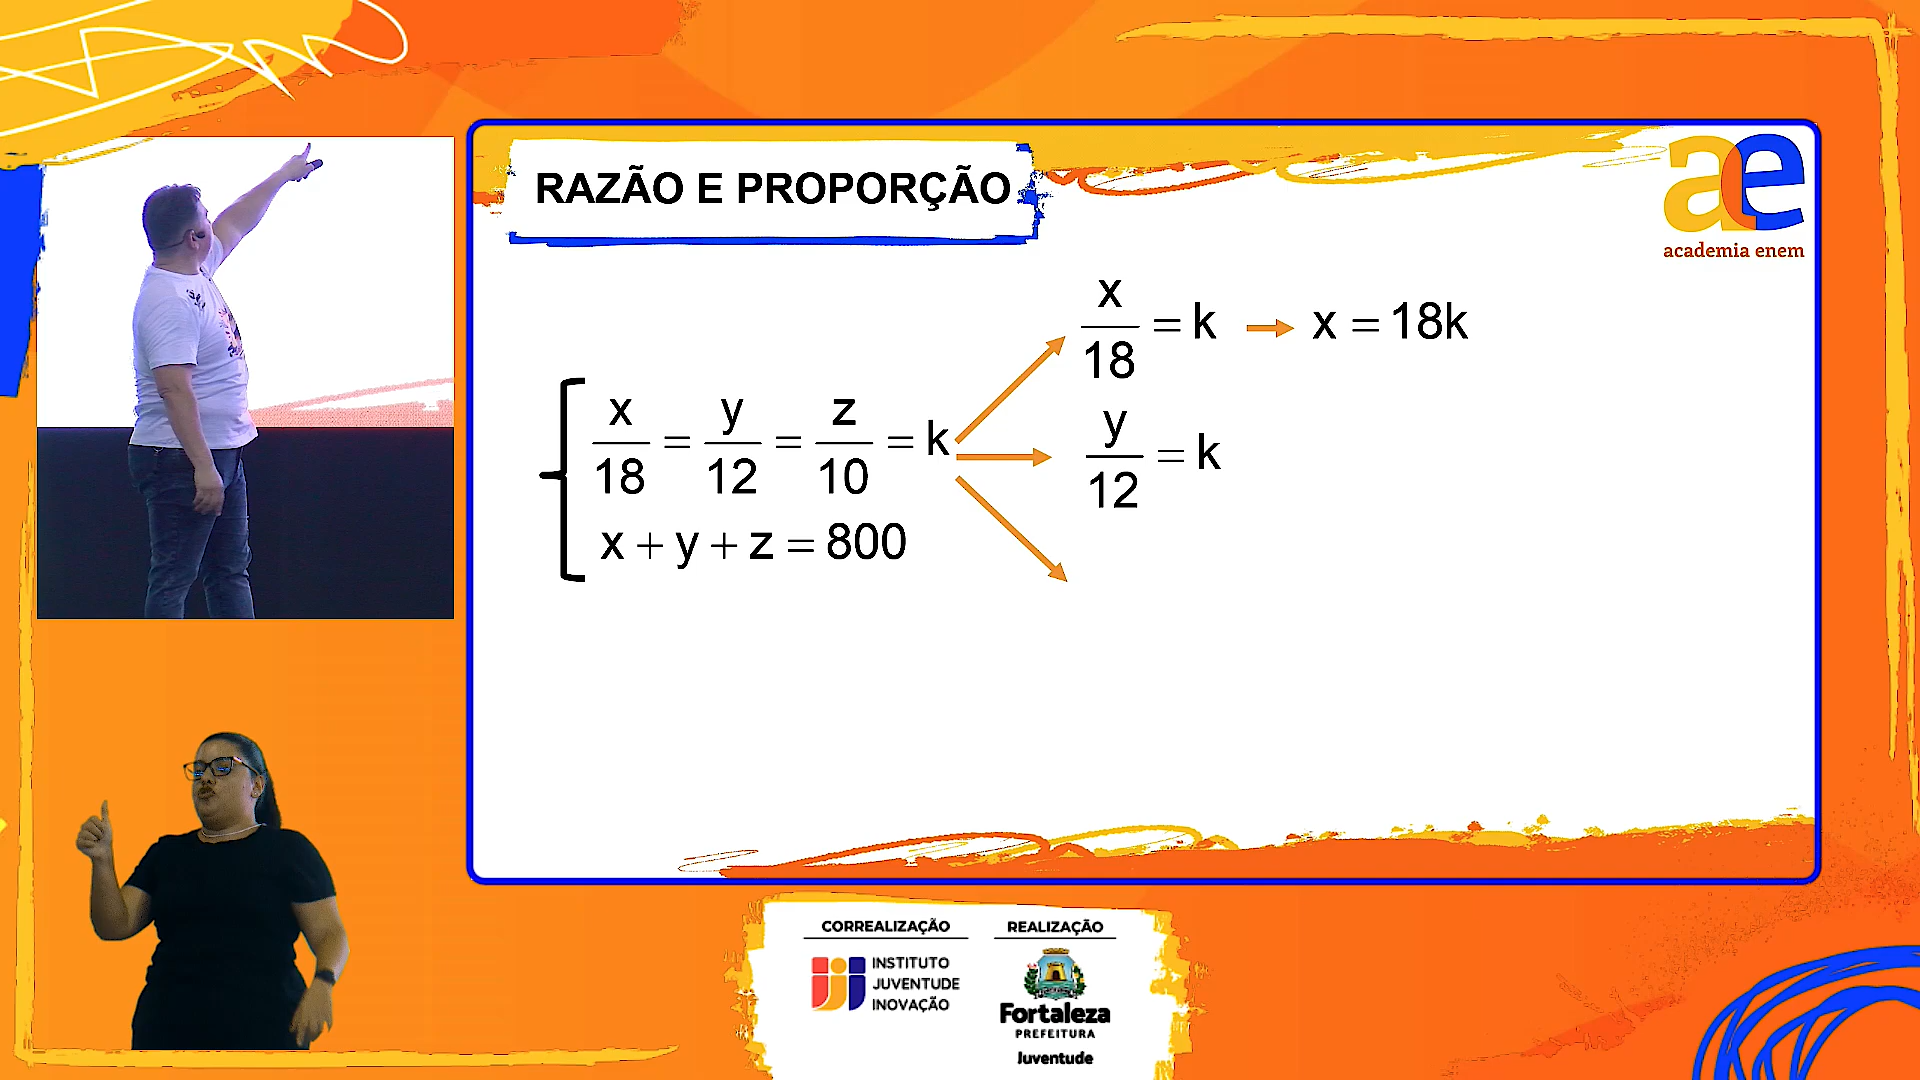 RAZÃO E PROPORÇÃO
ae
academia enem
x/18 = k → x = 18k
x/18 = y/12 = z/10 = k
y/12 = k
x + y + z = 800
CORREALIZAÇÃO
INSTITUTO
JUVENTUDE
INOVAÇÃO
REALIZAÇÃO
Fortaleza
PREFEITURA
Juventude